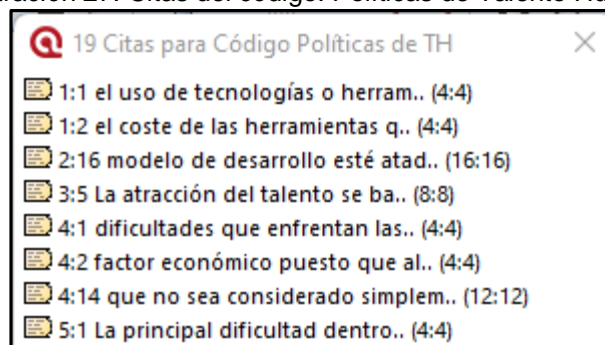 19 Citas para Código Políticas de TH
1:1 el uso de tecnologías o herram.. (4:4)
1:2 el coste de las herramientas q.. (4:4)
2:16 modelo de desarrollo esté atad.. (16:16)
3:5 La atracción del talento se ba.. (8:8)
4:1 dificultades que enfrentan las.. (4:4)
4:2 factor económico puesto que al.. (4:4)
4:14 que no sea considerado simplem.. (12:12)
5:1 La principal dificultad dentro.. (4:4)